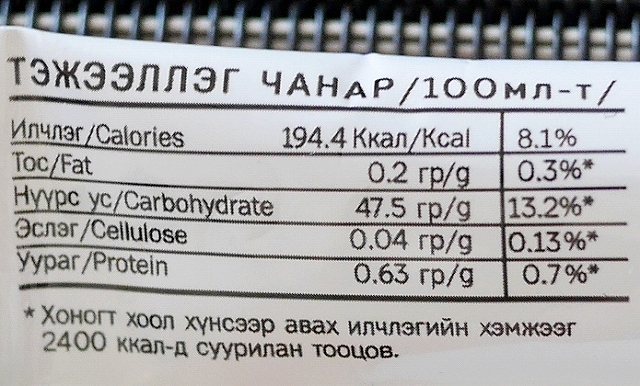 ТЭЖЭЭЛЛЭГ ЧАНАР/100МЛ-Т/
Илчлэг/Calories 194.4 Ккал/Kcal 8.1%
Тос/Fat 0.2 гр/g 0.3%*
Нүүрс ус/Carbohydrate 47.5 гр/g 13.2%*
Эслэг/Cellulose 0.04 гр/g 0.13%*
Уураг/Protein 0.63 гр/g 0.7%*
* Хоногт хоол хүнсээр авах илчлэгийн хэмжээг
2400 ккал-д суурилан тооцов.